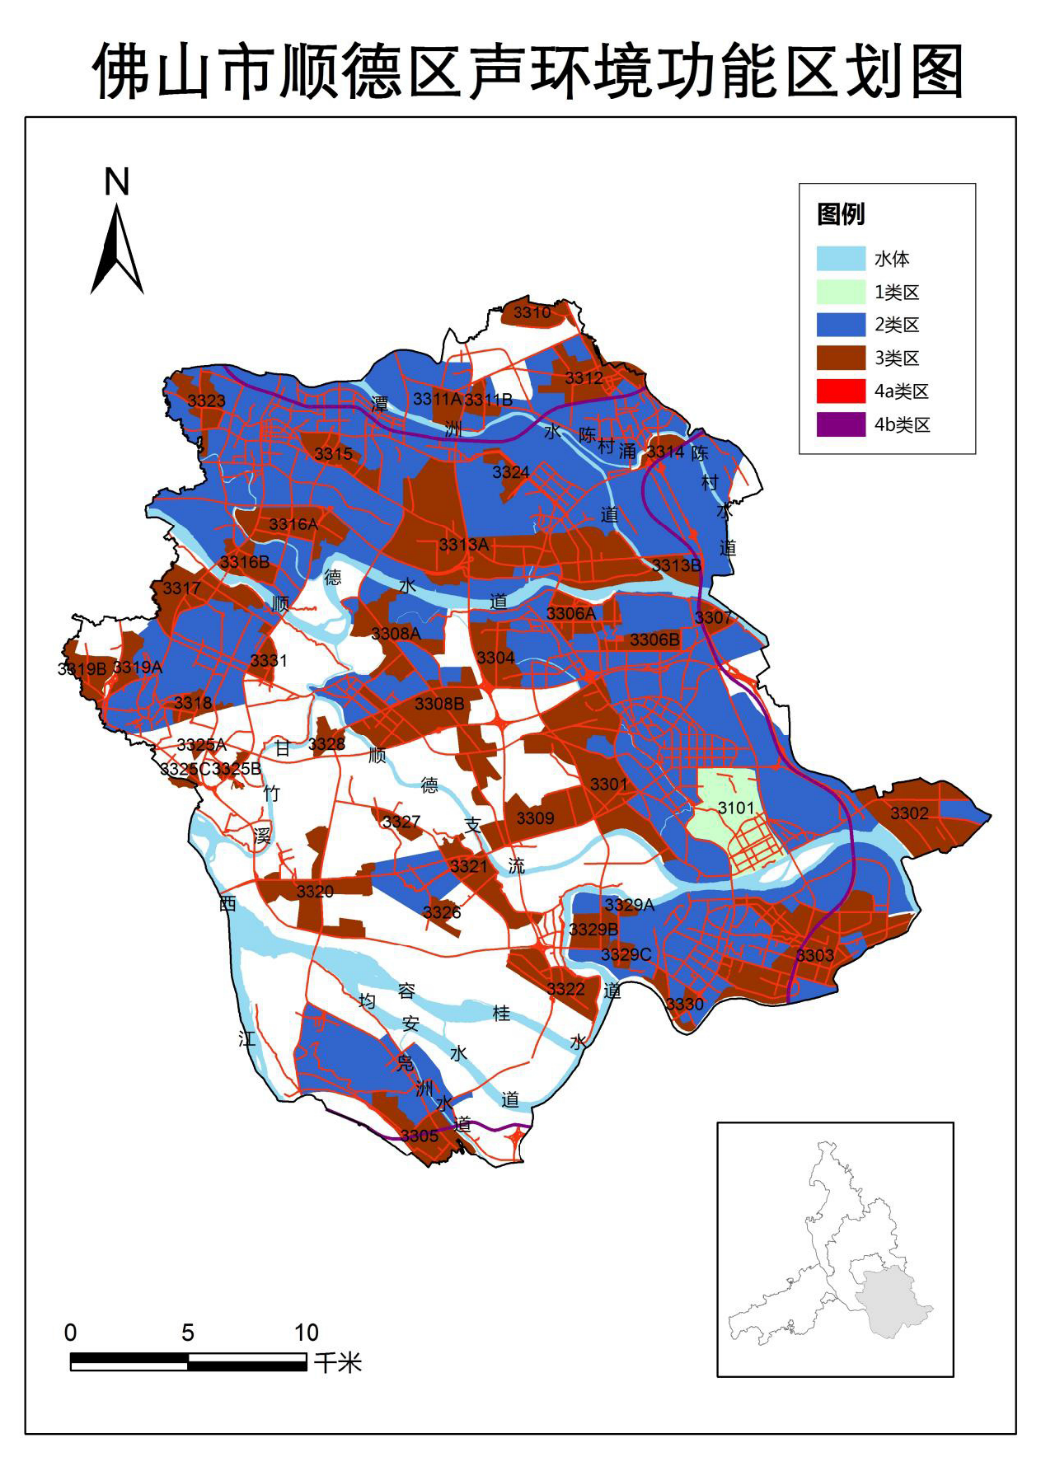 佛山市顺德区声环境功能区划图
N
图例
水体
1类区
2类区
3类区
4a类区
4b类区
3310
3312
3323
潭
3311A
3311B
洲
水
陈
村
涌
3314
陈
3315
3324
村
水
道
3316A
3313A
道
3316B
德
3313B
3317
水
道
顺
3306A
3307
3308A
3306B
3304
3331
3319B
3319A
3318
3308B
3325A
甘
3328
顺
3325C
3325B
德
3301
竹
3101
3302
3309
溪
3327
支
3321
流
3320
西
3326
3329A
3329B
3329C
3303
3322
道
3330
容
均
桂
安
江
水
水
凫
洲
水
道
道
3305
0
5
10
千米